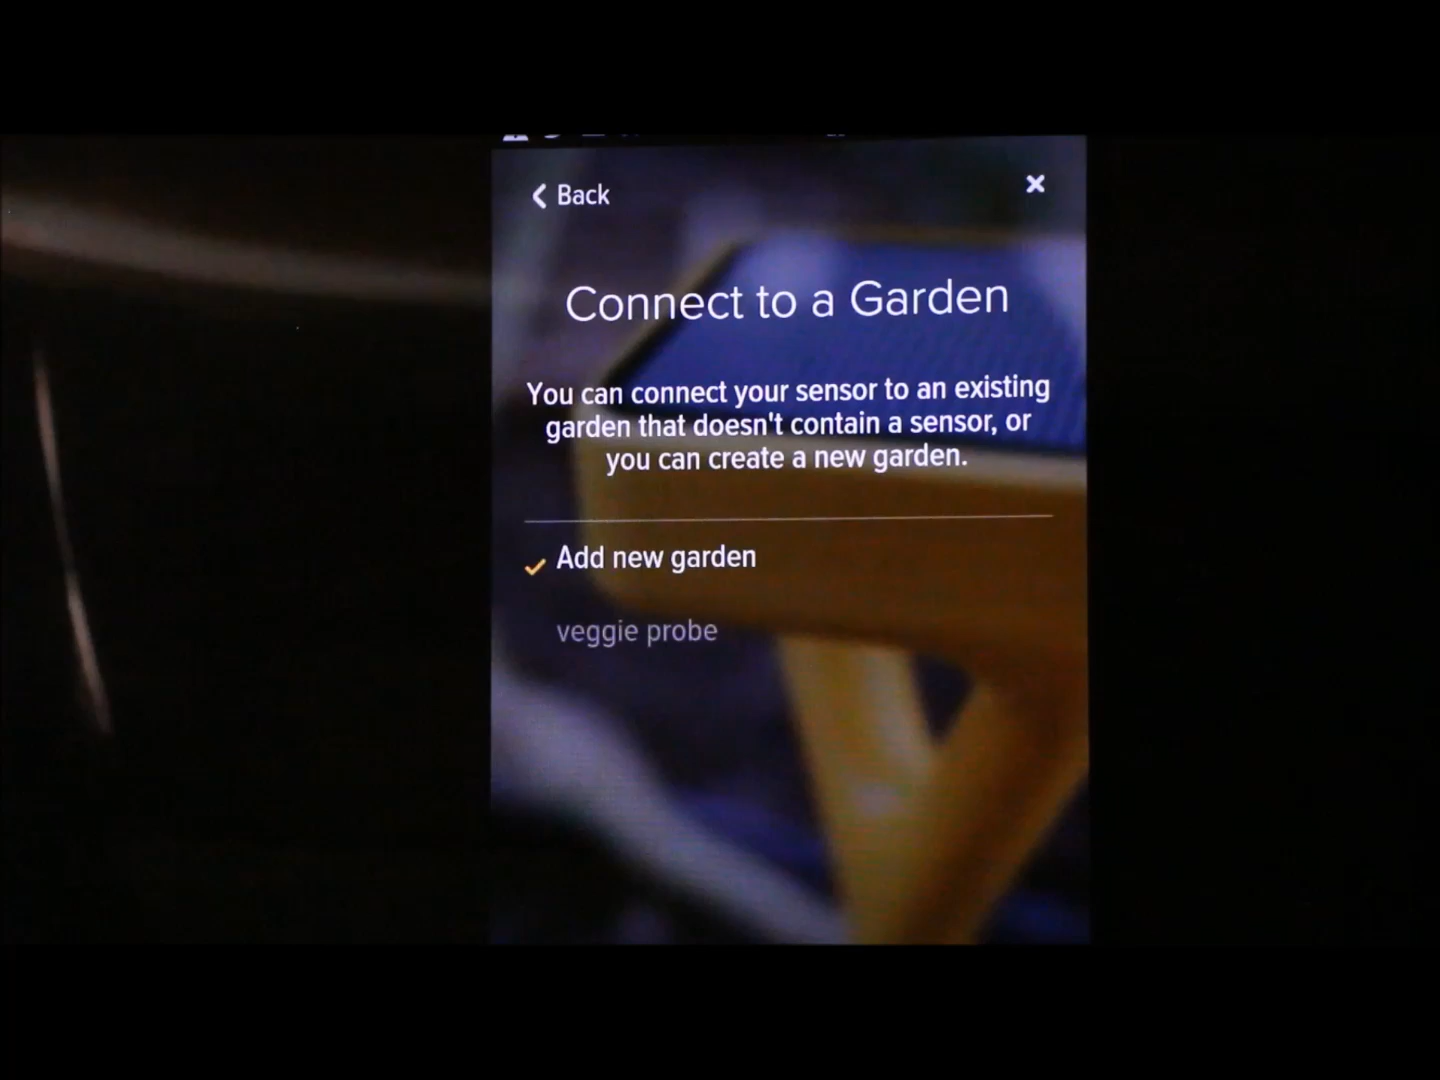 Back
Connect to a Garden
You can connect your sensor to an existing
garden that doesn't contain a sensor, or
you can create a new garden.
Add new garden
veggie probe